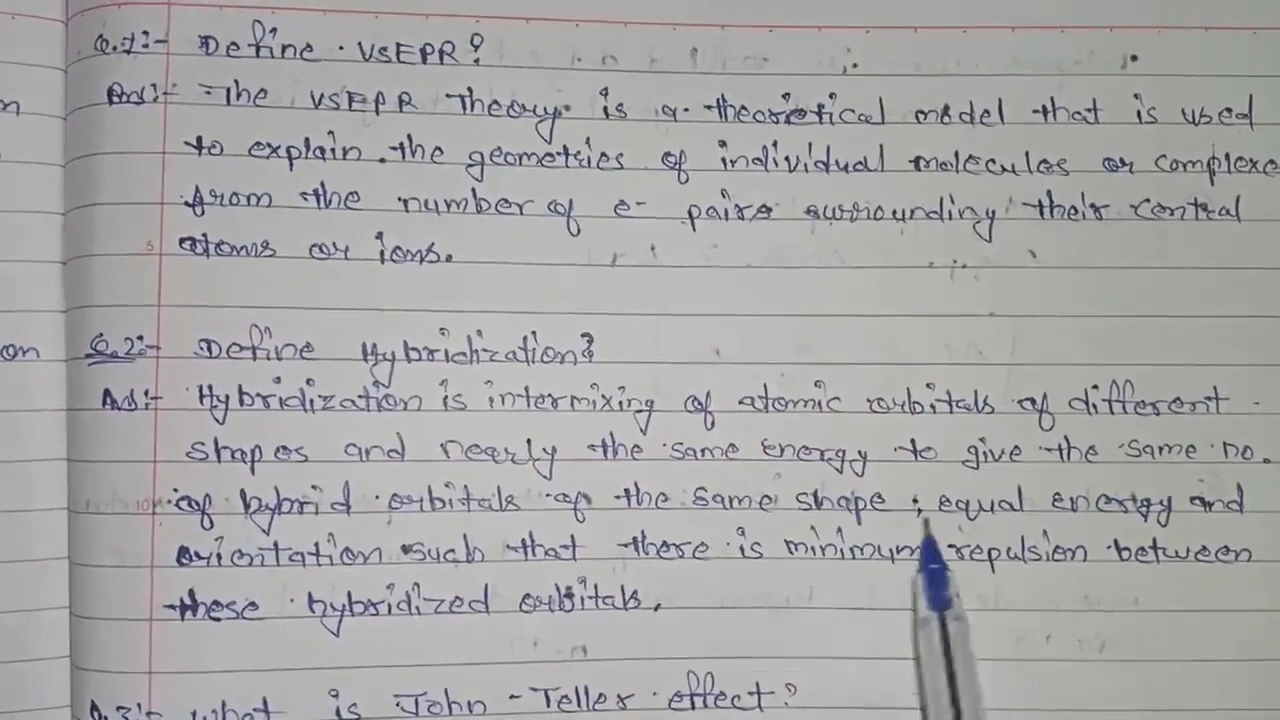 Q.1:- Define VSEPR?
n
Ans:- The VSEPR Theory is a theoretical model that is used
to explain the geometries of individual molecules or complexe
from the number of e- pairs surrounding their central
atoms or ions.
on
Q.2:- Define Hybridization?
Ans:- Hybridization is intermixing of atomic orbitals of different
shapes and nearly the same energy to give the same no.
of hybrid orbitals of the same shape, equal energy and
orientation such that there is minimum repulsion between
these hybridized orbitals.
Q.3:- What is John-Teller effect?